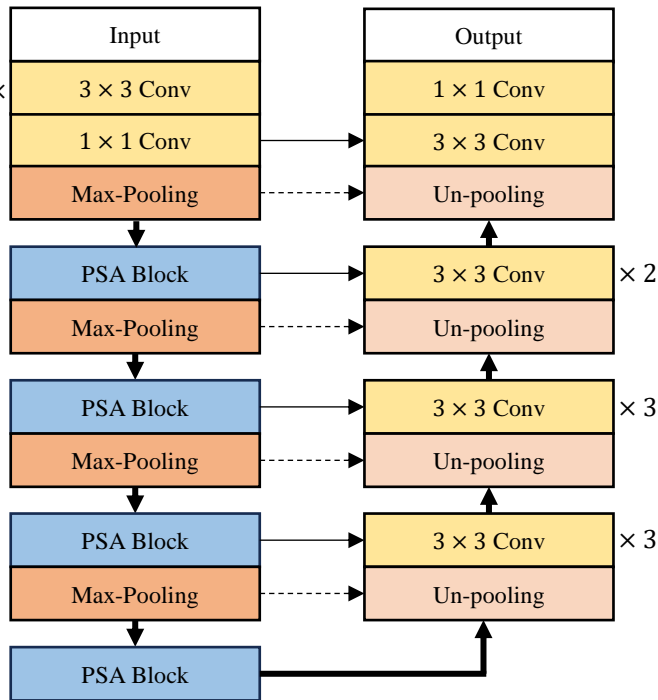 Input
×
3 × 3 Conv
1 × 1 Conv
Max-Pooling
PSA Block
Max-Pooling
PSA Block
Max-Pooling
PSA Block
Max-Pooling
PSA Block
Output
1 × 1 Conv
3 × 3 Conv
Un-pooling
3 × 3 Conv × 2
Un-pooling
3 × 3 Conv × 3
Un-pooling
3 × 3 Conv × 3
Un-pooling